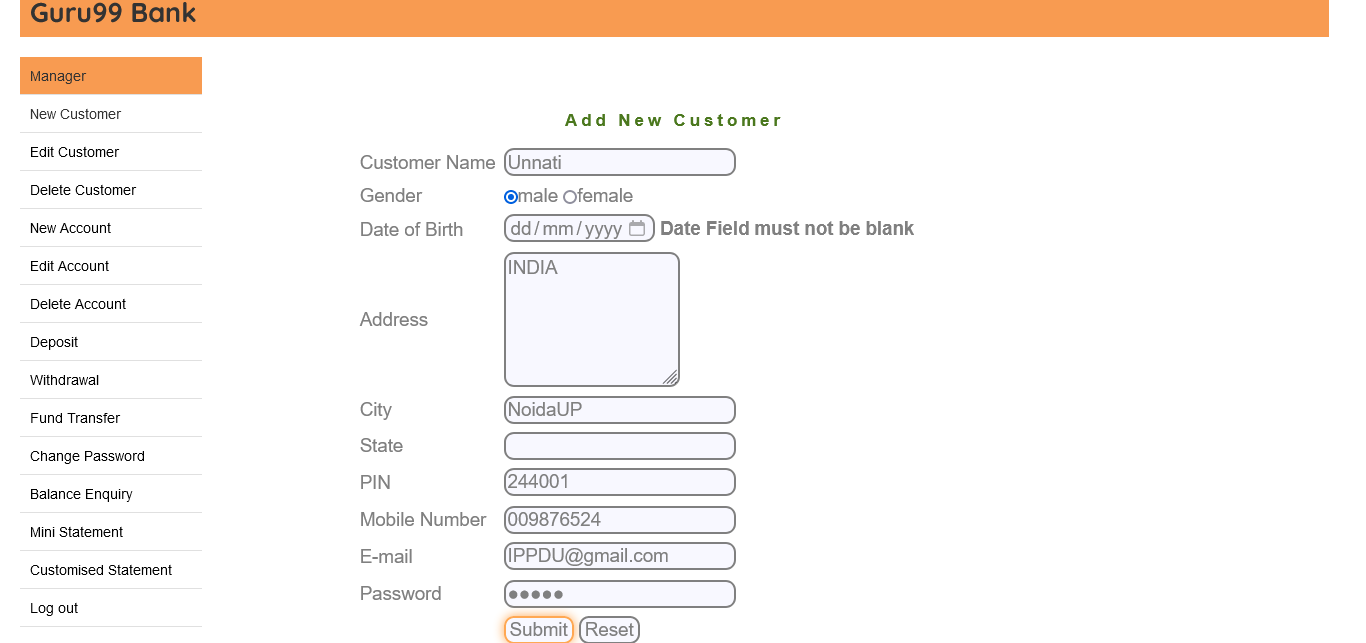 Guru99 Bank
Manager
New Customer
Edit Customer
Delete Customer
New Account
Edit Account
Delete Account
Deposit
Withdrawal
Fund Transfer
Change Password
Balance Enquiry
Mini Statement
Customised Statement
Log out
Add New Customer
Customer Name Unnati
Gender male female
Date of Birth dd/mm/yyyy Date Field must not be blank
Address INDIA
City NoidaUP
State
PIN 244001
Mobile Number 009876524
E-mail IPPDU@gmail.com
Password •••••
Submit Reset